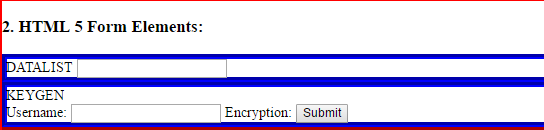 2. HTML 5 Form Elements:
DATALIST
KEYGEN
Username: Encryption: Submit